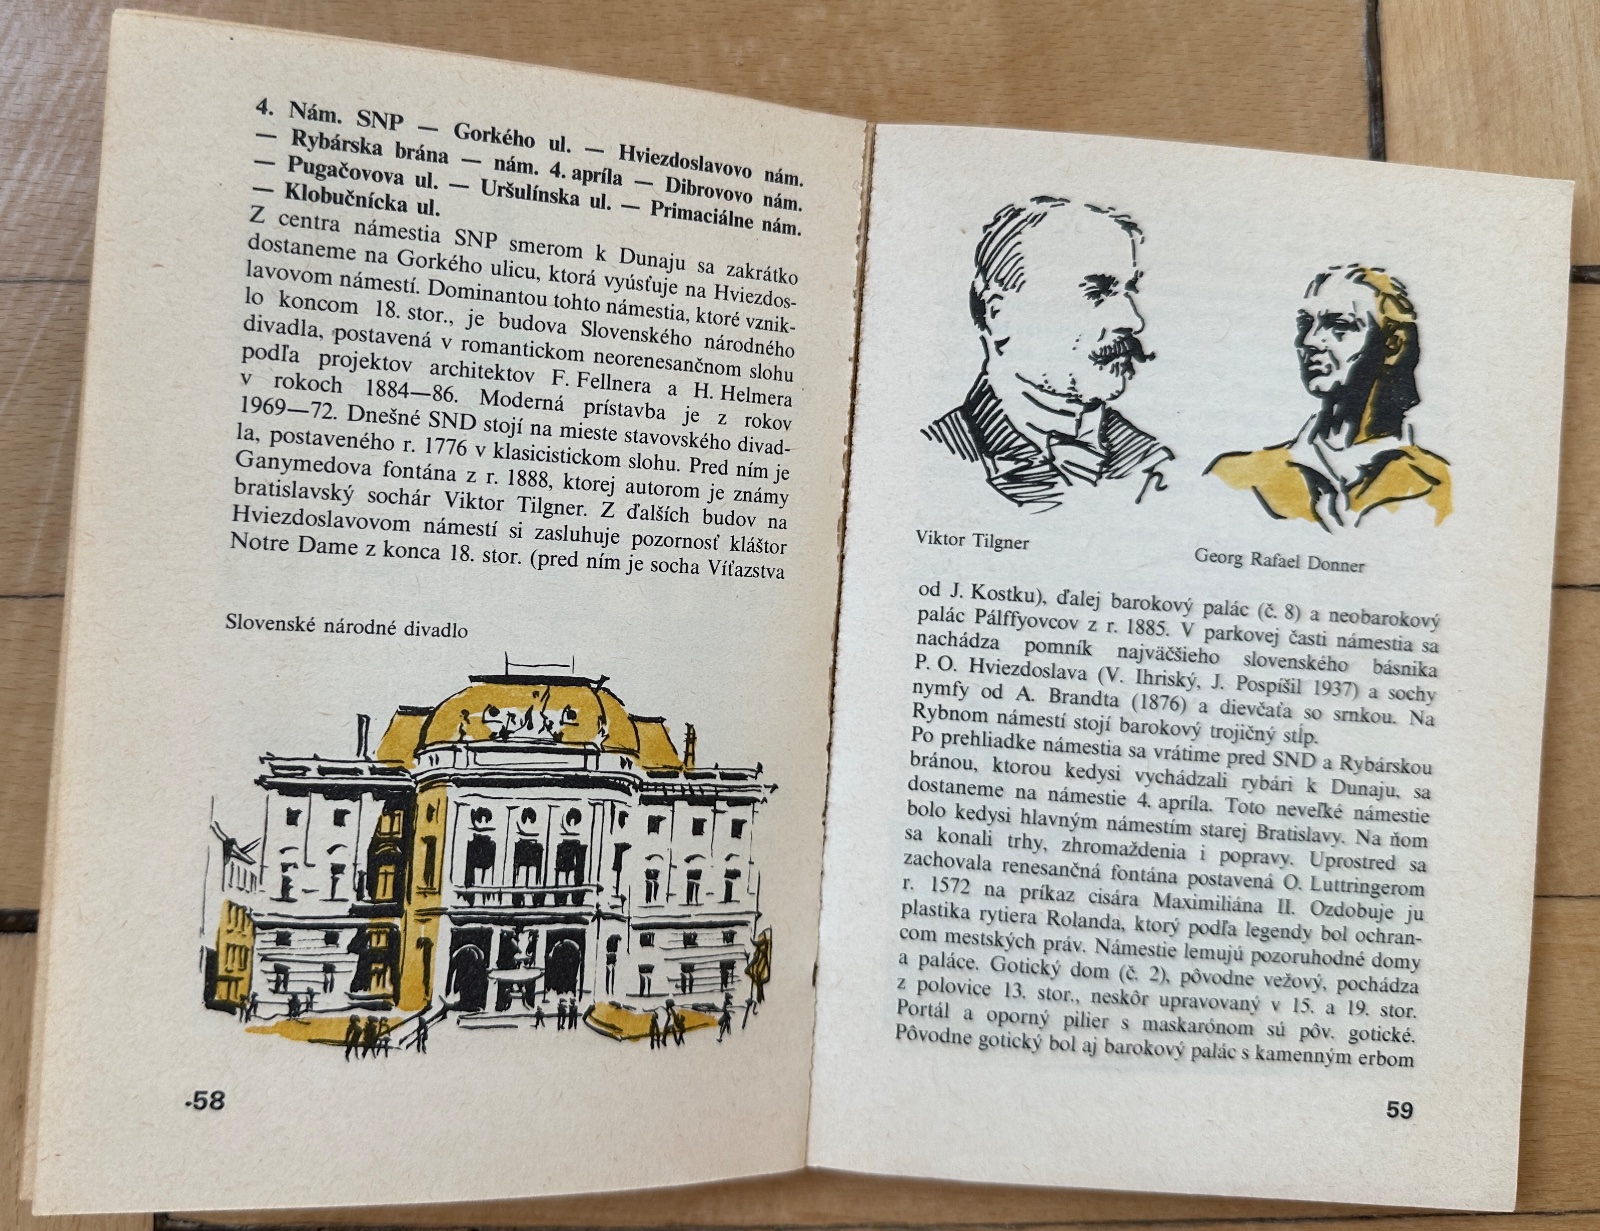 4. Nám. SNP — Gorkého ul. — Hviezdoslavovo nám.
— Rybárska brána — nám. 4. apríla — Dibrovovo nám.
— Pugačovova ul. — Uršulínska ul. — Primaciálne nám.
— Klobučnícka ul.
Z centra námestia SNP smerom k Dunaju sa zakrátko
dostaneme na Gorkého ulicu, ktorá vyúsťuje na Hviezdos-
lavovom námestí. Dominantou tohto námestia, ktoré vznik-
lo koncom 18. stor., je budova Slovenského národného
divadla, postavená v romantickom neorenesančnom slohu
podľa projektov architektov F. Fellnera a H. Helmera
v rokoch 1884—86. Moderná prístavba je z rokov
1969—72. Dnešné SND stojí na mieste stavovského divad-
la, postaveného r. 1776 v klasicistickom slohu. Pred ním je
Ganymedova fontána z r. 1888, ktorej autorom je známy
bratislavský sochár Viktor Tilgner. Z ďalších budov na
Hviezdoslavovom námestí si zasluhuje pozornosť kláštor
Notre Dame z konca 18. stor. (pred ním je socha Víťazstva
Slovenské národné divadlo
58
Viktor Tilgner
Georg Rafael Donner
od J. Kostku), ďalej barokový palác (č. 8) a neobarokový
palác Pálffyovcov z r. 1885. V parkovej časti námestia sa
nachádza pomník najväčšieho slovenského básnika
P. O. Hviezdoslava (V. Ihriský, J. Pospíšil 1937) a sochy
nymfy od A. Brandta (1876) a dievčaťa so srnkou. Na
Rybnom námestí stojí barokový trojičný stĺp.
Po prehliadke námestia sa vrátime pred SND a Rybárskou
bránou, ktorou kedysi vychádzali rybári k Dunaju, sa
dostaneme na námestie 4. apríla. Toto neveľké námestie
bolo kedysi hlavným námestím starej Bratislavy. Na ňom
sa konali trhy, zhromaždenia i popravy. Uprostred sa
zachovala renesančná fontána postavená O. Luttringerom
r. 1572 na príkaz cisára Maximiliána II. Ozdobuje ju
plastika rytiera Rolanda, ktorý podľa legendy bol ochran-
com mestských práv. Námestie lemujú pozoruhodné domy
a paláce. Gotický dom (č. 2), pôvodne vežový, pochádza
z polovice 13. stor., neskôr upravovaný v 15. a 19. stor.
Portál a oporný pilier s maskarónom sú pôv. gotické.
Pôvodne gotický bol aj barokový palác s kamenným erbom
59